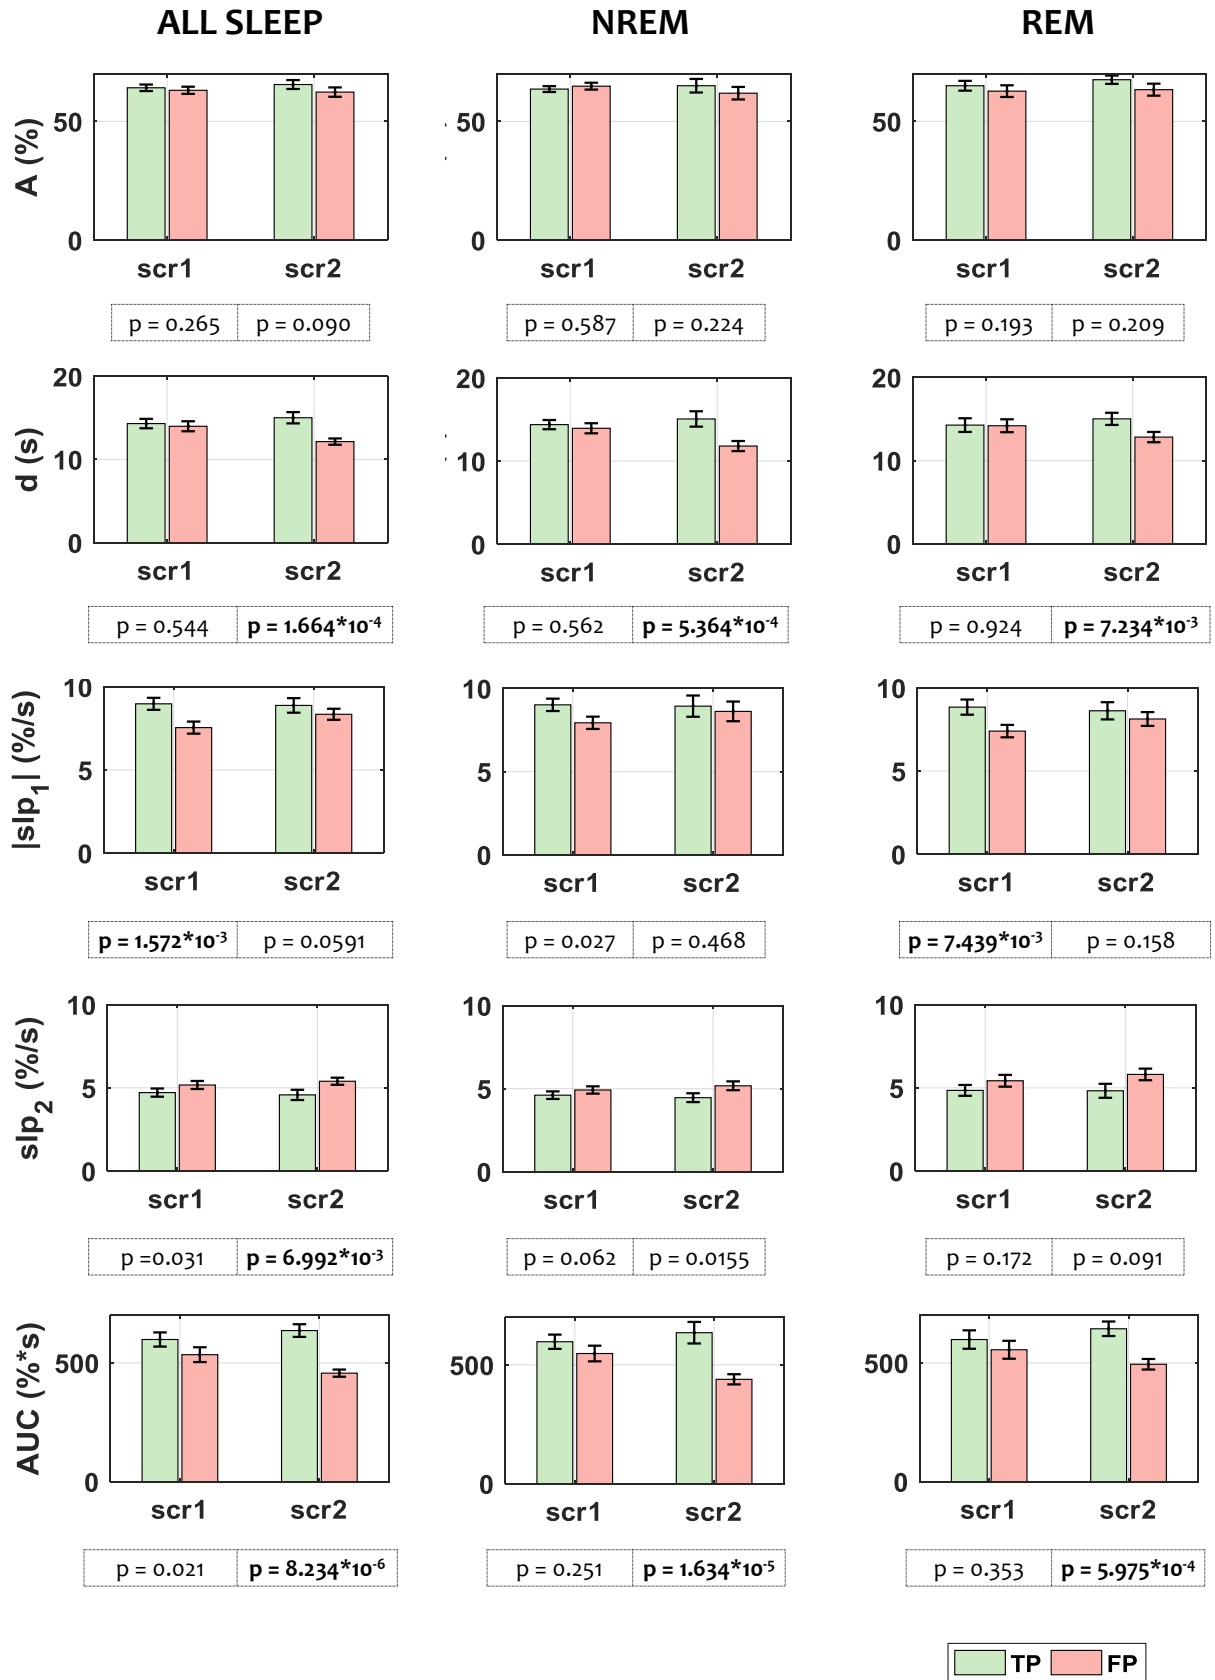 ALL SLEEP NREM REM
A (%)
50 50 50
0 0 0
scr1 scr2 scr1 scr2 scr1 scr2
p = 0.265 p = 0.090 p = 0.587 p = 0.224 p = 0.193 p = 0.209
d (s)
20 20 20
10 10 10
0 0 0
scr1 scr2 scr1 scr2 scr1 scr2
p = 0.544 p = 1.664*10⁻⁴ p = 0.562 p = 5.364*10⁻⁴ p = 0.924 p = 7.234*10⁻³
|slp₁| (%/s)
10 10 10
5 5 5
0 0 0
scr1 scr2 scr1 scr2 scr1 scr2
p = 1.572*10⁻³ p = 0.0591 p = 0.027 p = 0.468 p = 7.439*10⁻³ p = 0.158
slp₂ (%/s)
10 10 10
5 5 5
0 0 0
scr1 scr2 scr1 scr2 scr1 scr2
p =0.031 p = 6.992*10⁻³ p = 0.062 p = 0.0155 p = 0.172 p = 0.091
AUC (%*s)
500 500 500
0 0 0
scr1 scr2 scr1 scr2 scr1 scr2
p = 0.021 p = 8.234*10⁻⁶ p = 0.251 p = 1.634*10⁻⁵ p = 0.353 p = 5.975*10⁻⁴
TP FP